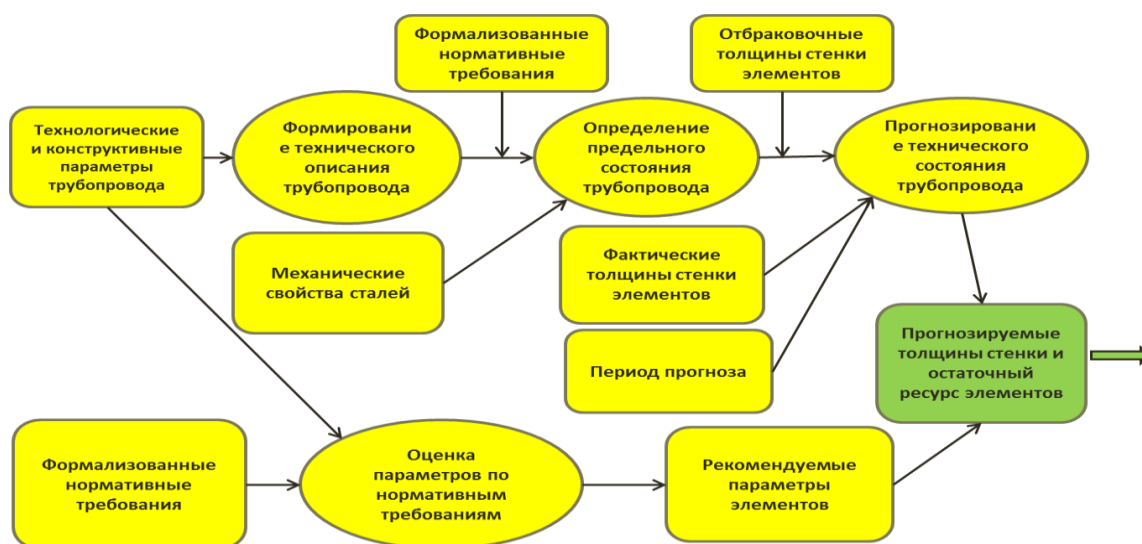 Формализованные
нормативные
требования
Отбраковочные
толщины стенки
элементов
Технологические
и конструктивные
параметры
трубопровода
Формировани
е технического
описания
трубопровода
Определение
предельного
состояния
трубопровода
Прогнозировани
е технического
состояния
трубопровода
Механические
свойства сталей
Фактические
толщины стенки
элементов
Период прогноза
Прогнозируемые
толщины стенки и
остаточный
ресурс элементов
Формализованные
нормативные
требования
Оценка
параметров по
нормативным
требованиям
Рекомендуемые
параметры
элементов